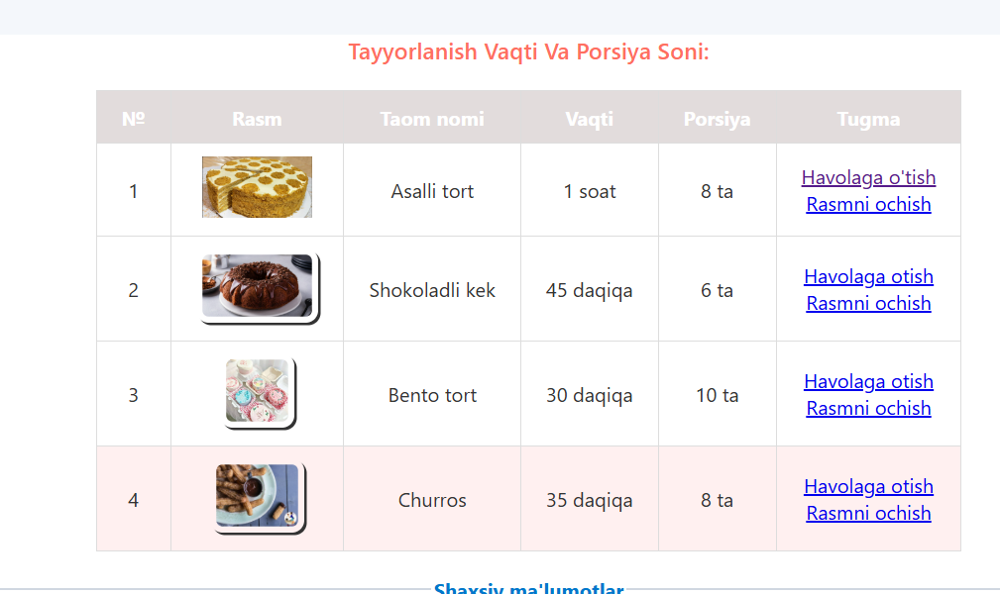 Tayyorlanish Vaqti Va Porsiya Soni:
№ Rasm Taom nomi Vaqti Porsiya Tugma
1 Asalli tort 1 soat 8 ta Havolaga o'tish
Rasmni ochish
2 Shokoladli kek 45 daqiqa 6 ta Havolaga otish
Rasmni ochish
3 Bento tort 30 daqiqa 10 ta Havolaga otish
Rasmni ochish
4 Churros 35 daqiqa 8 ta Havolaga otish
Rasmni ochish
Shaxsiy ma'lumotlar